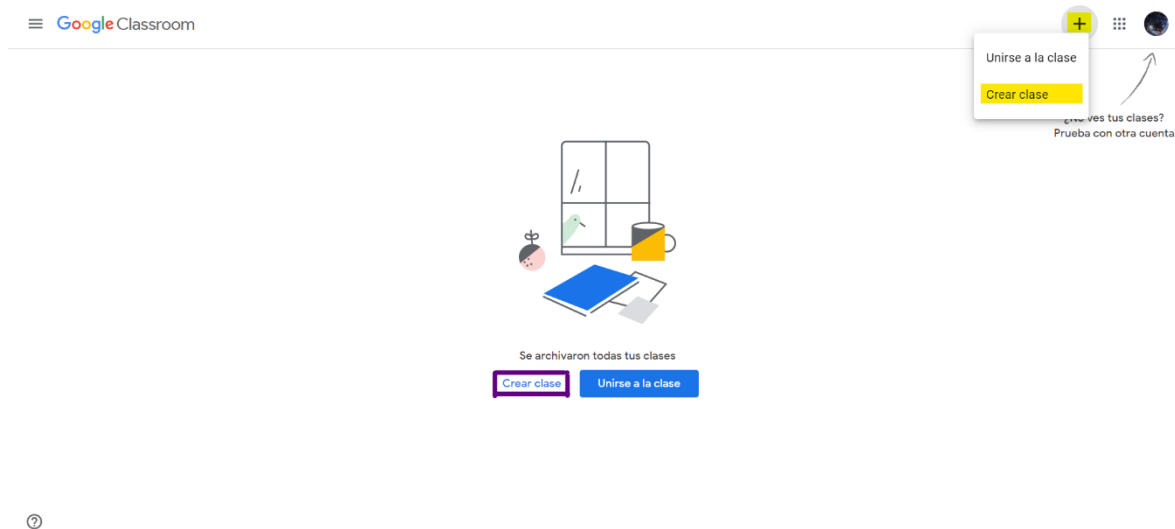 Google Classroom
Unirse a la clase
Crear clase
¿No ves tus clases?
Prueba con otra cuenta
Se archivaron todas tus clases
Crear clase
Unirse a la clase